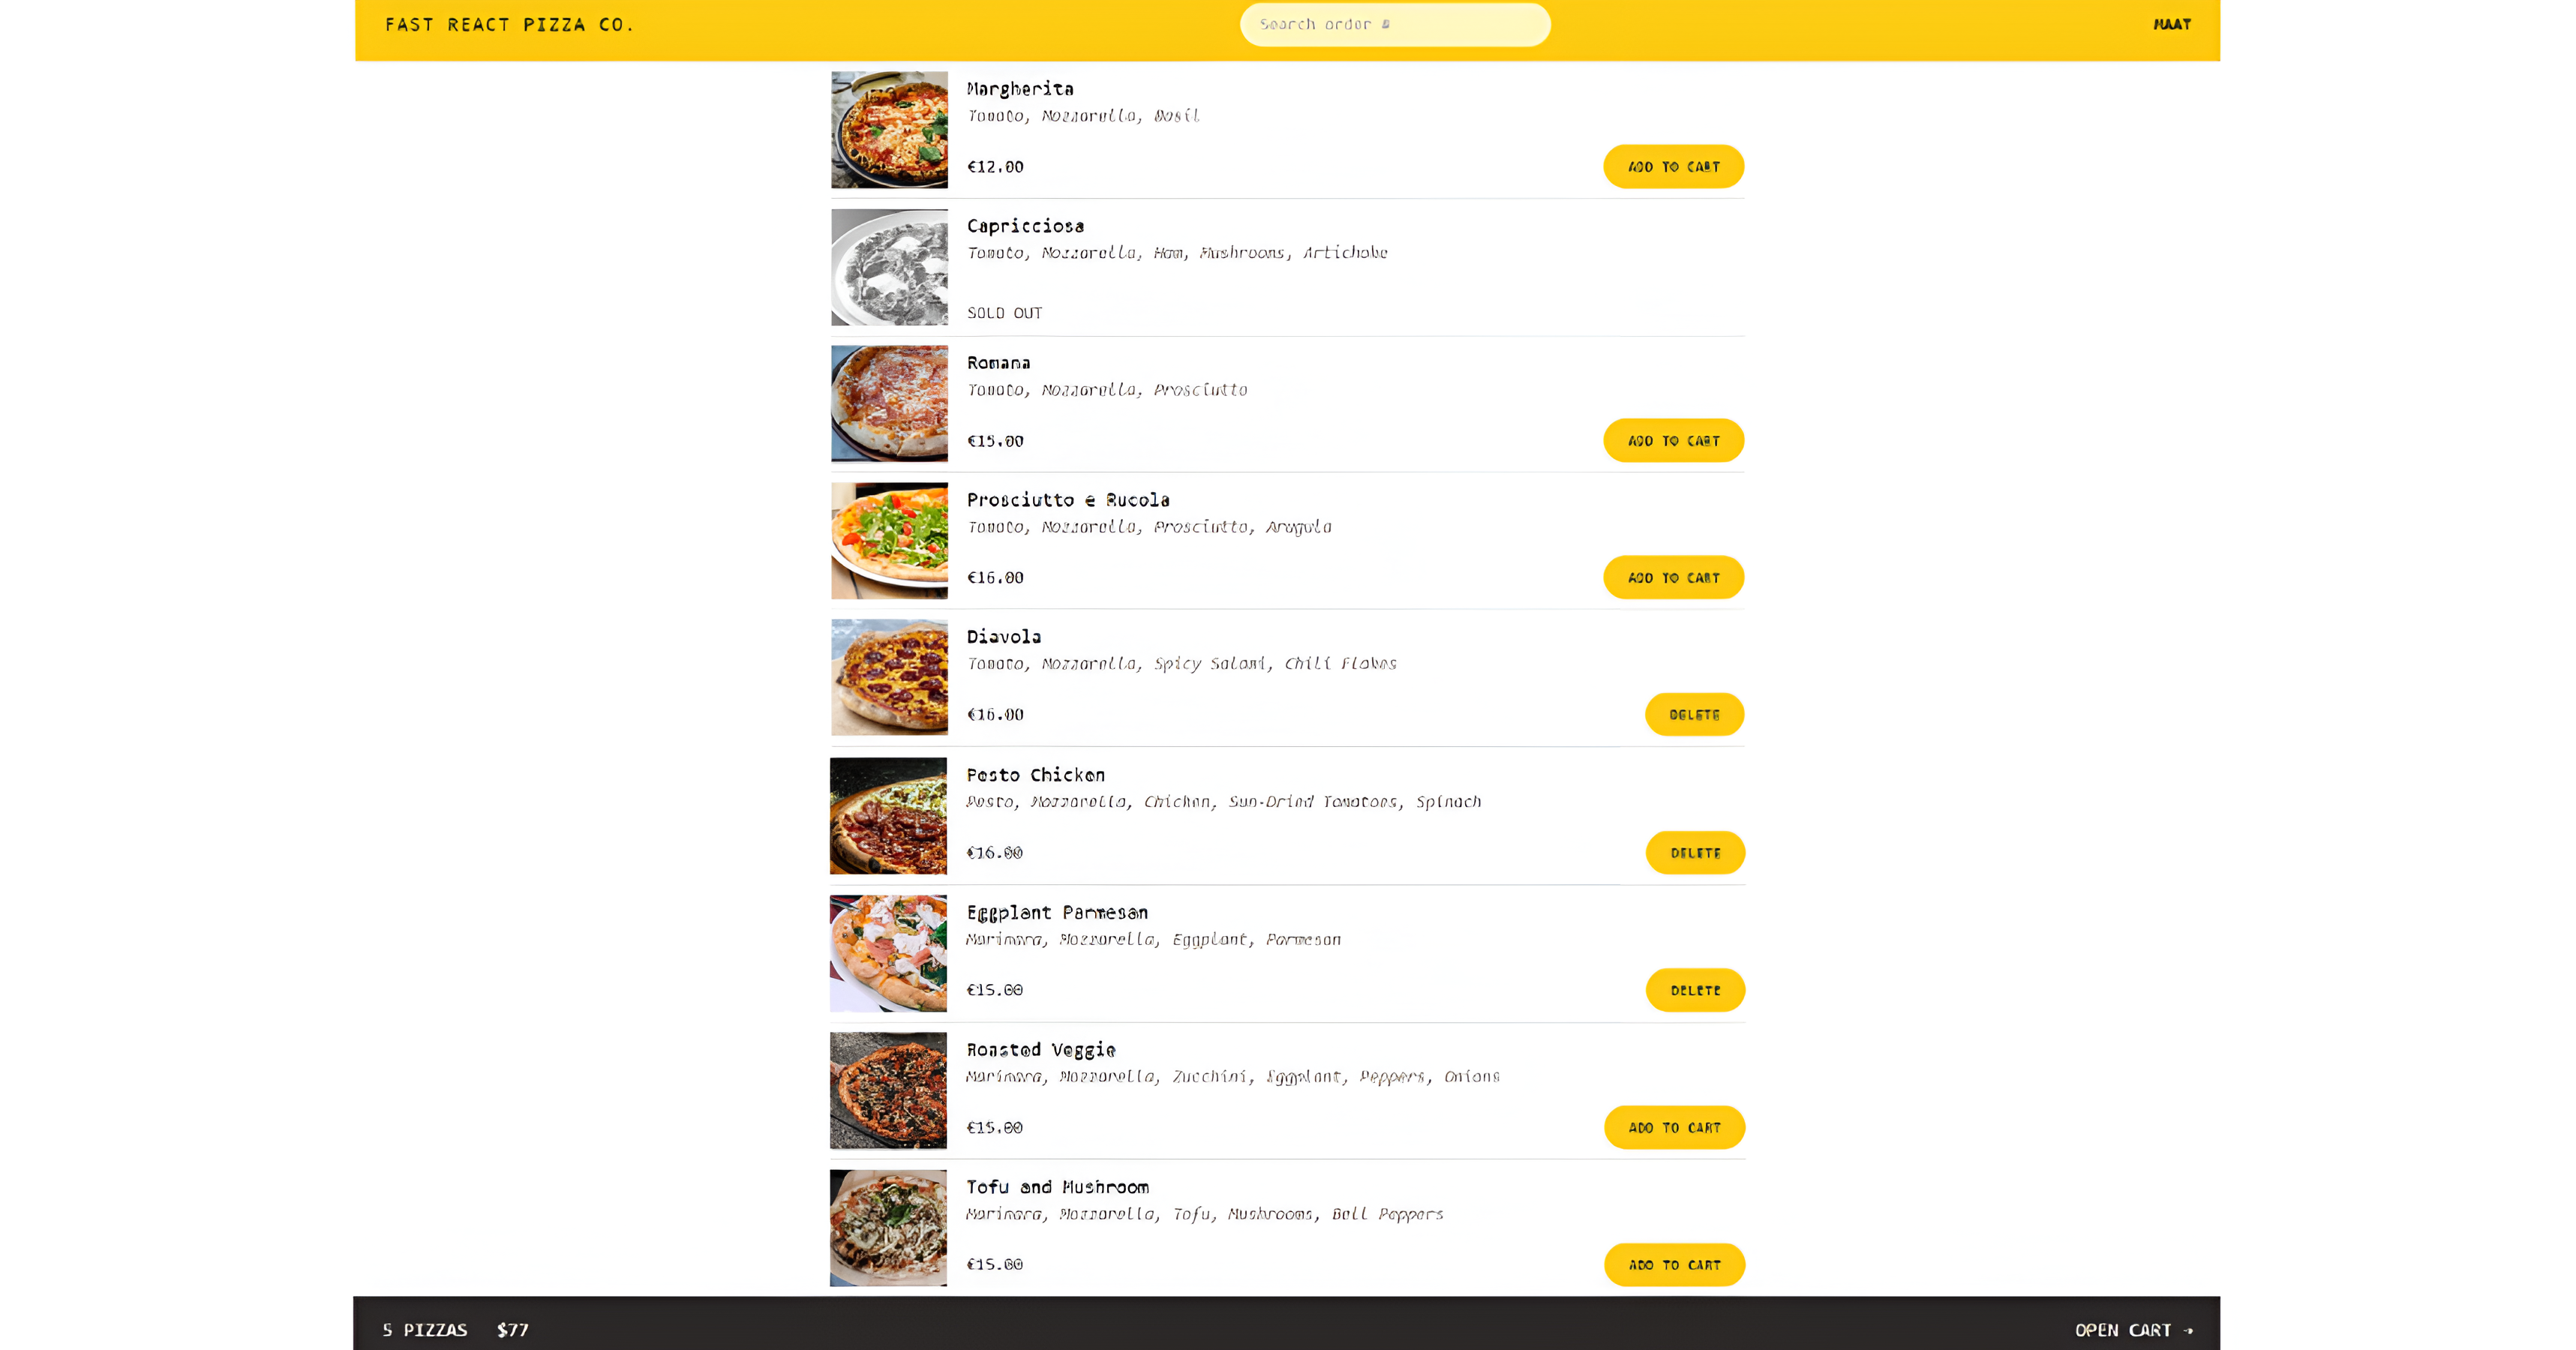 FAST REACT PIZZA CO.
Search order #
MAAT
Margherita
Tomato, Mozzarella, Basil
€12.00
ADD TO CART
Capricciosa
Tomato, Mozzarella, Ham, Mushrooms, Artichoke
SOLD OUT
Romana
Tomato, Mozzarella, Prosciutto
€15.00
ADD TO CART
Prosciutto e Rucola
Tomato, Mozzarella, Prosciutto, Arugula
€16.00
ADD TO CART
Diavola
Tomato, Mozzarella, Spicy Salami, Chili Flakes
€16.00
DELETE
Pesto Chicken
Pesto, Mozzarella, Chicken, Sun-Dried Tomatoes, Spinach
€16.00
DELETE
Eggplant Parmesan
Marinara, Mozzarella, Eggplant, Parmesan
€15.00
DELETE
Roasted Veggie
Marinara, Mozzarella, Zucchini, Eggplant, Peppers, Onions
€15.00
ADD TO CART
Tofu and Mushroom
Marinara, Mozzarella, Tofu, Mushrooms, Bell Peppers
€15.00
ADD TO CART
5 PIZZAS $77
OPEN CART →